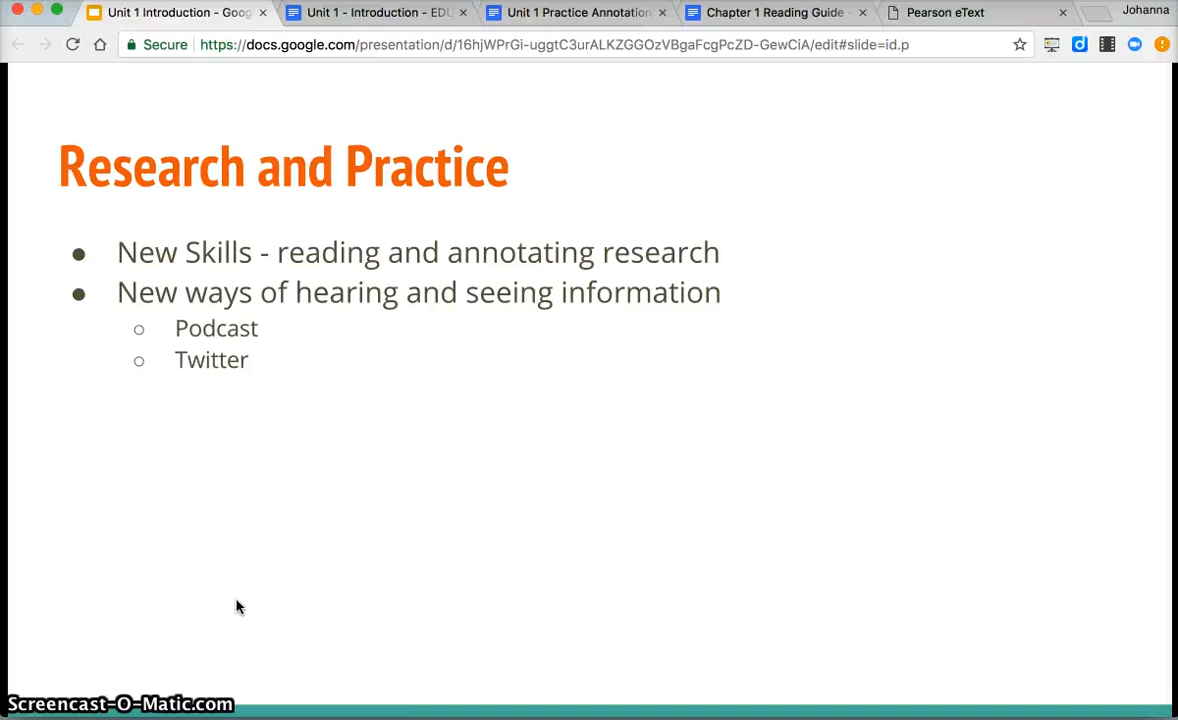 Unit 1 Introduction - Goog
Unit 1 - Introduction - EDU
Unit 1 Practice Annotation
Chapter 1 Reading Guide -
Pearson eText
Johanna
Secure
https://docs.google.com/presentation/d/16hjWPrGi-uggtC3urALKZGGOzVBgaFcgPcZD-GewCiA/edit#slide=id.p
Research and Practice
● New Skills - reading and annotating research
● New ways of hearing and seeing information
○ Podcast
○ Twitter
Screencast-O-Matic.com